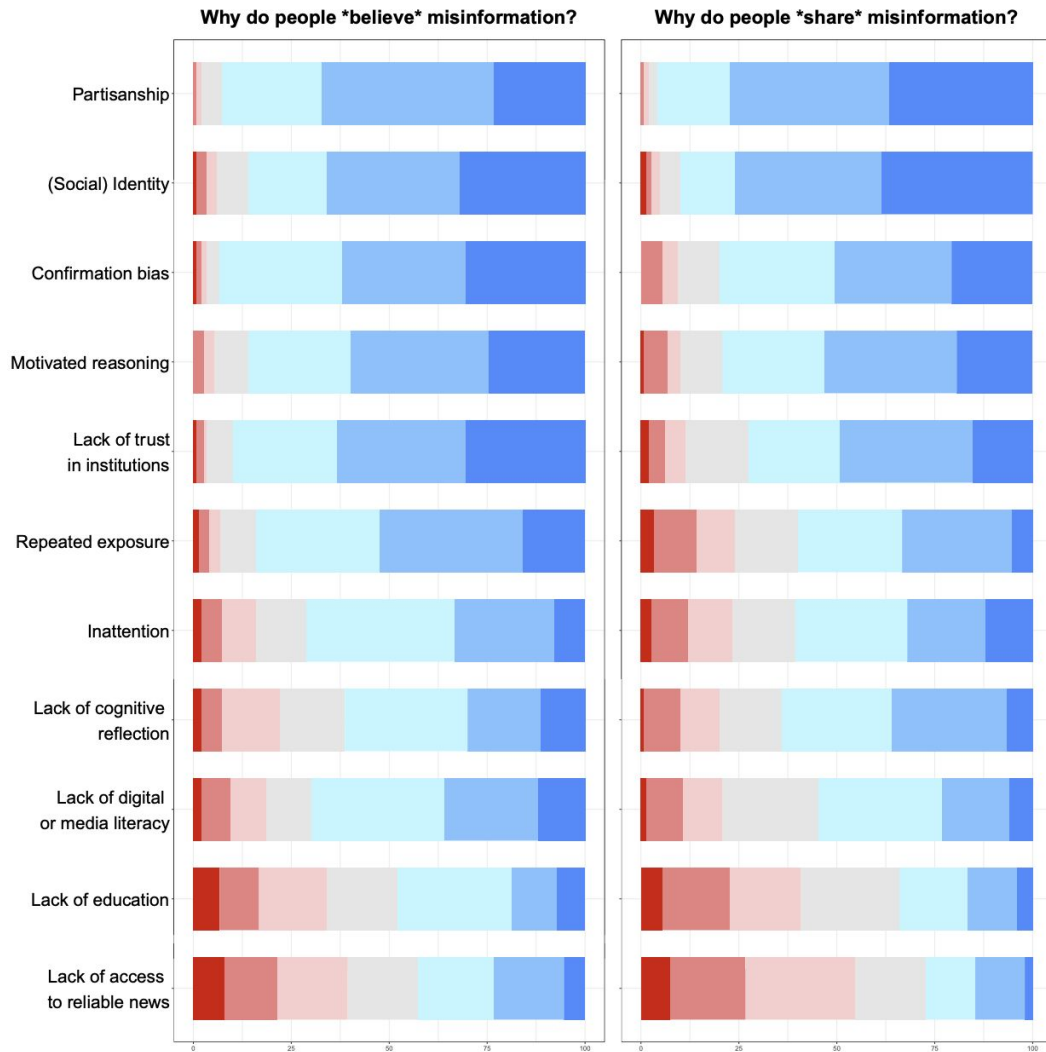 Why do people *believe* misinformation?
Why do people *share* misinformation?
Partisanship
(Social) Identity
Confirmation bias
Motivated reasoning
Lack of trust
in institutions
Repeated exposure
Inattention
Lack of cognitive
reflection
Lack of digital
or media literacy
Lack of education
Lack of access
to reliable news
0 25 50 75 100
0 25 50 75 100